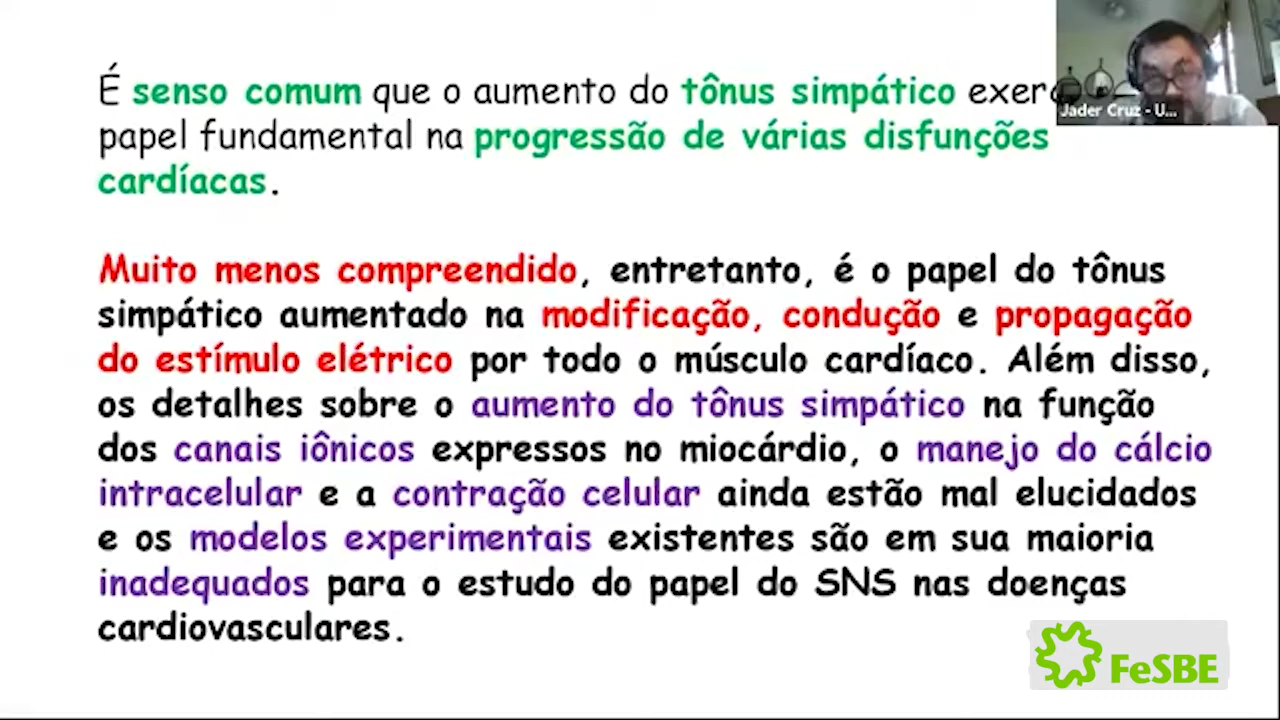 É senso comum que o aumento do tônus simpático
papel fundamental na progressão de várias disfunções
cardíacas.
Muito menos compreendido, entretanto, é o papel do tônus
simpático aumentado na modificação, condução e propagação
do estímulo elétrico por todo o músculo cardíaco. Além disso,
os detalhes sobre o aumento do tônus simpático na função
dos canais iônicos expressos no miocárdio, o manejo do cálcio
intracelular e a contração celular ainda estão mal elucidados
e os modelos experimentais existentes são em sua maioria
inadequados para o estudo do papel do SNS nas doenças
cardiovasculares.
Jader Cruz - U...
FeSBE